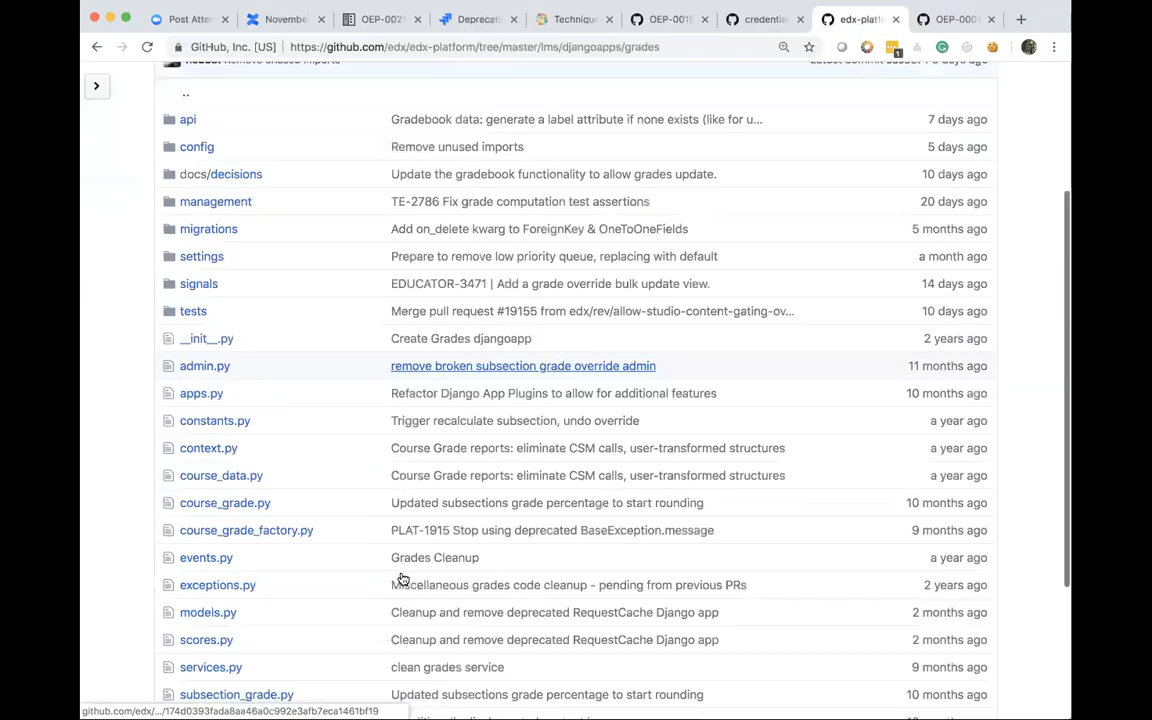 Post Atten
Novembe
OEP-0021
Deprecat
Technique
OEP-0018
credentia
edx-platf
OEP-000
GitHub, Inc. [US] | https://github.com/edx/edx-platform/tree/master/lms/djangoapps/grades
1
..
api Gradebook data: generate a label attribute if none exists (like for u... 7 days ago
config Remove unused imports 5 days ago
docs/decisions Update the gradebook functionality to allow grades update. 10 days ago
management TE-2786 Fix grade computation test assertions 20 days ago
migrations Add on_delete kwarg to ForeignKey & OneToOneFields 5 months ago
settings Prepare to remove low priority queue, replacing with default a month ago
signals EDUCATOR-3471 | Add a grade override bulk update view. 14 days ago
tests Merge pull request #19155 from edx/rev/allow-studio-content-gating-ov... 10 days ago
__init__.py Create Grades djangoapp 2 years ago
admin.py remove broken subsection grade override admin 11 months ago
apps.py Refactor Django App Plugins to allow for additional features 10 months ago
constants.py Trigger recalculate subsection, undo override a year ago
context.py Course Grade reports: eliminate CSM calls, user-transformed structures a year ago
course_data.py Course Grade reports: eliminate CSM calls, user-transformed structures a year ago
course_grade.py Updated subsections grade percentage to start rounding 10 months ago
course_grade_factory.py PLAT-1915 Stop using deprecated BaseException.message 9 months ago
events.py Grades Cleanup a year ago
exceptions.py Miscellaneous grades code cleanup - pending from previous PRs 2 years ago
models.py Cleanup and remove deprecated RequestCache Django app 2 months ago
scores.py Cleanup and remove deprecated RequestCache Django app 2 months ago
services.py clean grades service 9 months ago
subsection_grade.py Updated subsections grade percentage to start rounding 10 months ago
github.com/edx/.../174d0393fada8aa46a0c992e3afb7eca1461bf19